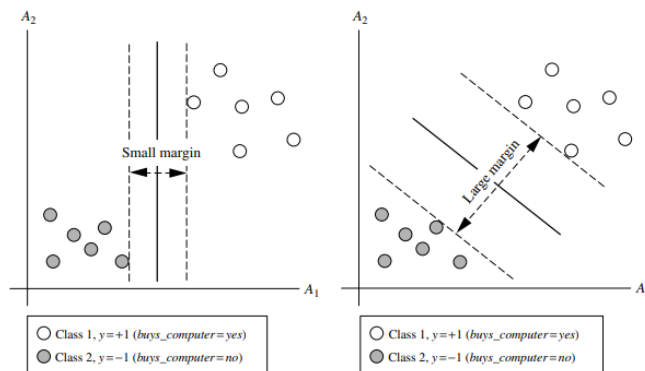 A2
Small margin
A1
Class 1, y=+1 (buys_computer=yes)
Class 2, y=−1 (buys_computer=no)
A2
Large margin
A
Class 1, y=+1 (buys_computer=yes)
Class 2, y=−1 (buys_computer=no)